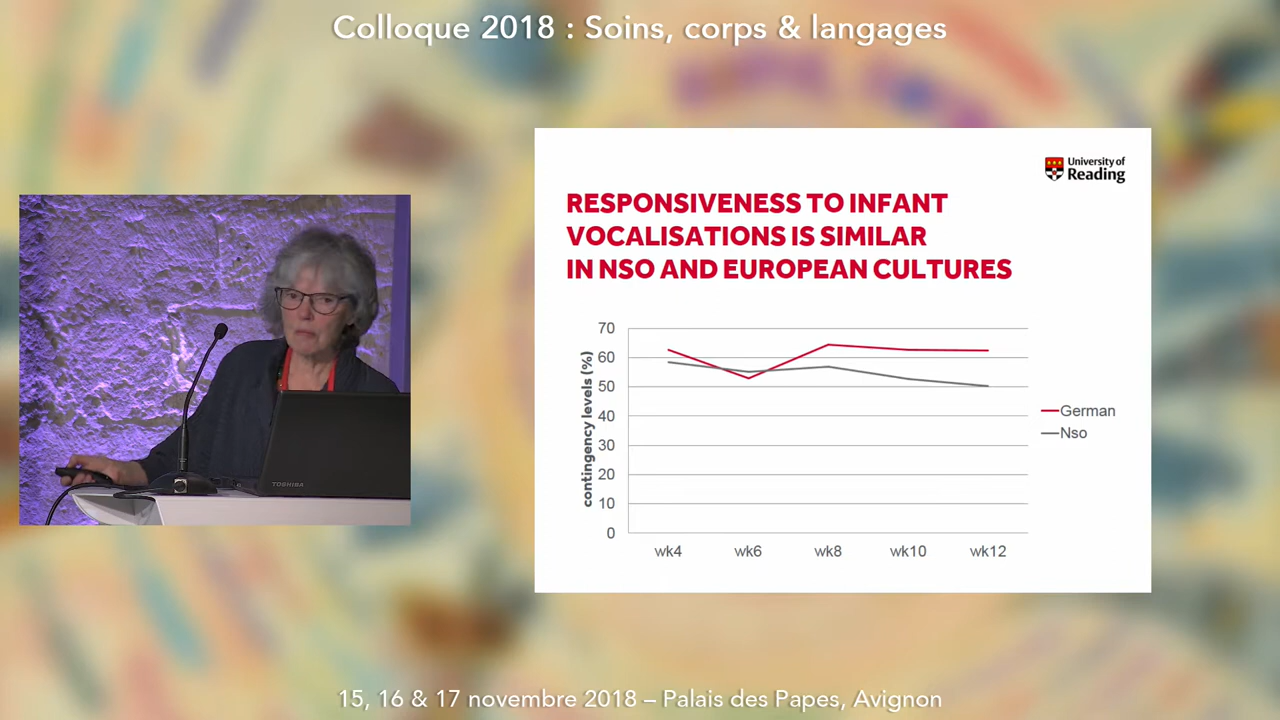 Colloque 2018 : Soins, corps & langages
University of
Reading
RESPONSIVENESS TO INFANT
VOCALISATIONS IS SIMILAR
IN NSO AND EUROPEAN CULTURES
contingency levels (%)
70
60
50
40
30
20
10
0
wk4 wk6 wk8 wk10 wk12
German
Nso
TOSHIBA
15, 16 & 17 novembre 2018 – Palais des Papes, Avignon